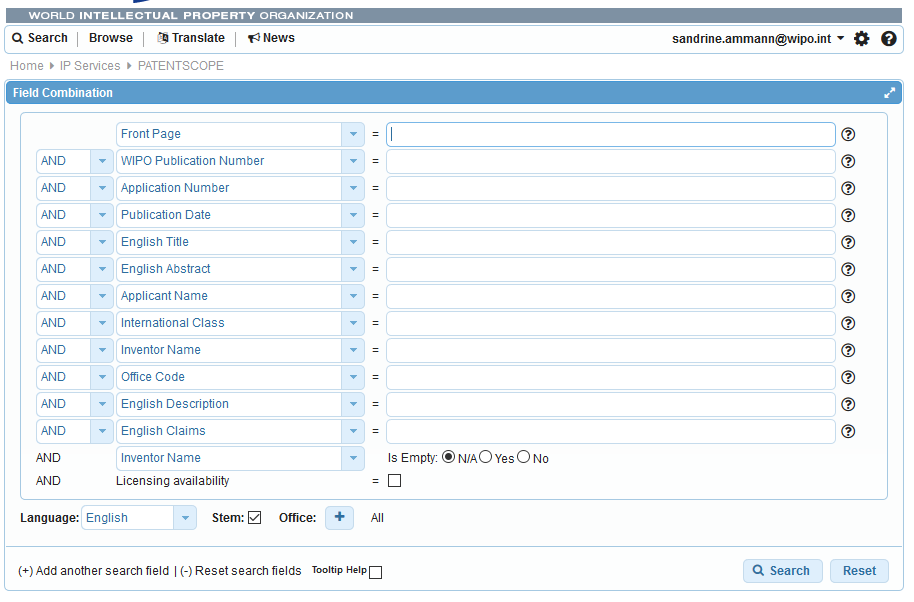 WORLD INTELLECTUAL PROPERTY ORGANIZATION
Search Browse Translate News sandrine.ammann@wipo.int
Home IP Services PATENTSCOPE
Field Combination
Front Page =
AND WIPO Publication Number =
AND Application Number =
AND Publication Date =
AND English Title =
AND English Abstract =
AND Applicant Name =
AND International Class =
AND Inventor Name =
AND Office Code =
AND English Description =
AND English Claims =
AND Inventor Name Is Empty: N/A Yes No
AND Licensing availability =
Language: English Stem: Office: + All
(+) Add another search field | (-) Reset search fields Tooltip Help Search Reset